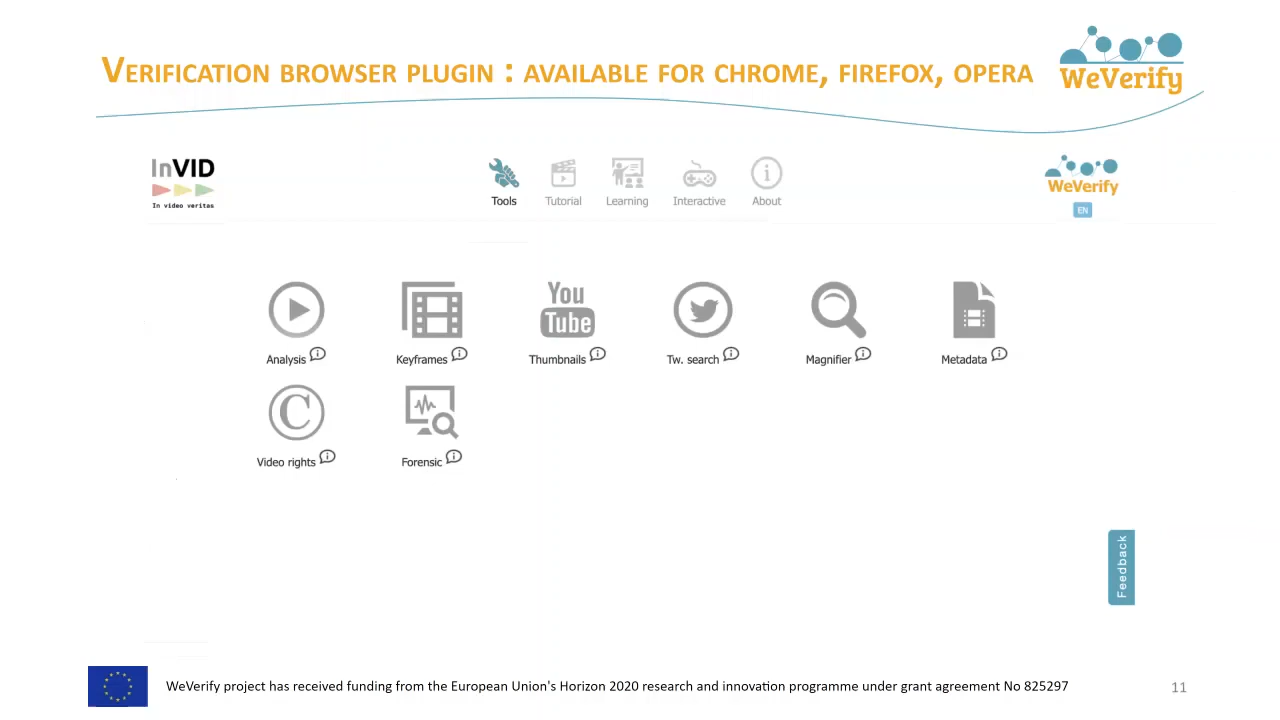 VERIFICATION BROWSER PLUGIN : AVAILABLE FOR CHROME, FIREFOX, OPERA
WeVerify
InVID
In video veritas
Tools Tutorial Learning Interactive About
WeVerify
EN
Analysis Keyframes You Tube Thumbnails Tw. search Magnifier Metadata
C Video rights Forensic
Feedback
WeVerify project has received funding from the European Union's Horizon 2020 research and innovation programme under grant agreement No 825297
11